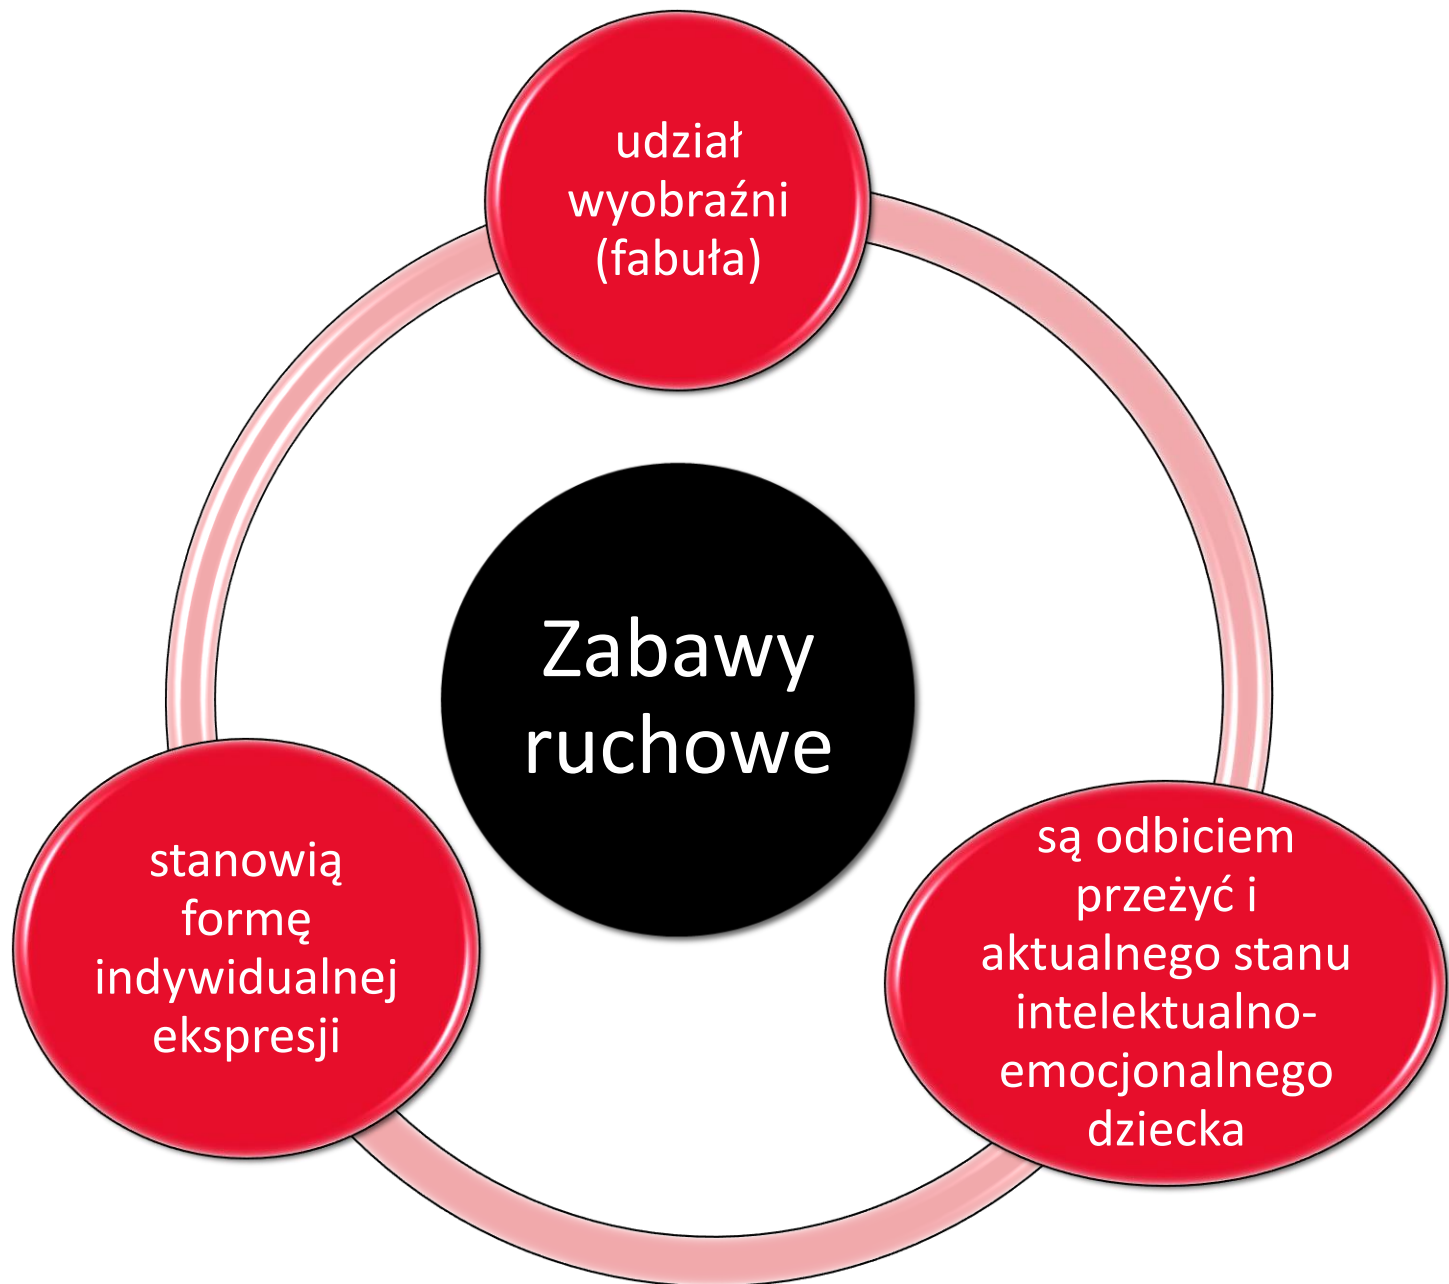 udział
wyobraźni
(fabuła)
Zabawy
ruchowe
stanowią
formę
indywidualnej
ekspresji
są odbiciem
przeżyć i
aktualnego stanu
intelektualno-
emocjonalnego
dziecka